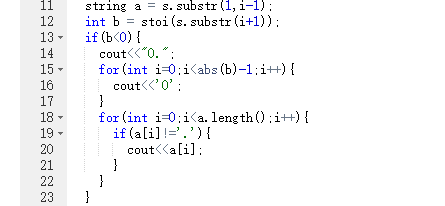 11 string a = s.substr(1,i-1);
12 int b = stoi(s.substr(i+1));
13 if(b<0){
14 cout<<"0.";
15 for(int i=0;i<abs(b)-1;i++){
16 cout<<'0';
17 }
18 for(int i=0;i<a.length();i++){
19 if(a[i]!='.'){
20 cout<<a[i];
21 }
22 }
23 }